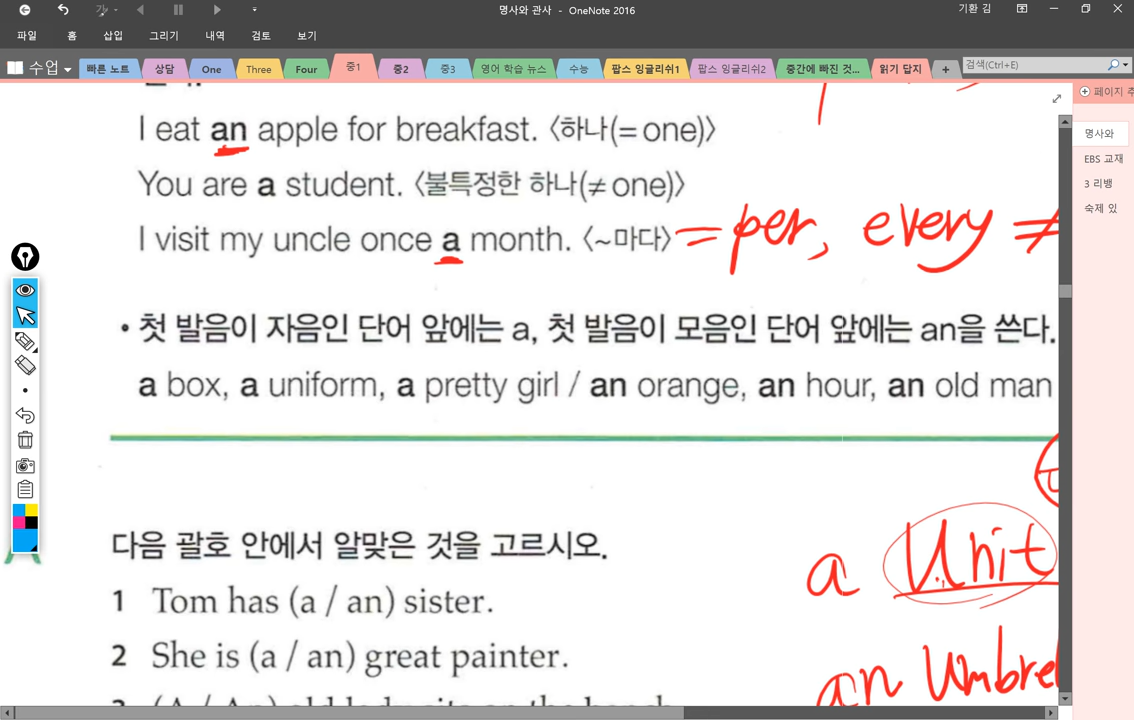 명사와 관사 - OneNote 2016
기환 김
파일 홈 삽입 그리기 내역 검토 보기
수업 빠른 노트 상담 One Three Four 중1 중2 중3 영어 학습 뉴스 수능 팝스 잉글리쉬1 팝스 잉글리쉬2 중간에 빠진 것... 읽기 답지 +
검색(Ctrl+E)
페이지
명사와
EBS 교재
3 리뱅
숙제 있
I eat an apple for breakfast. 〈하나(= one)〉
You are a student. 〈불특정한 하나(≠ one)〉
I visit my uncle once a month. 〈~마다〉 = per, every ≠
• 첫 발음이 자음인 단어 앞에는 a, 첫 발음이 모음인 단어 앞에는 an을 쓴다.
a box, a uniform, a pretty girl / an orange, an hour, an old man
다음 괄호 안에서 알맞은 것을 고르시오.
a Unit
1 Tom has (a / an) sister.
2 She is (a / an) great painter.
an Umbre